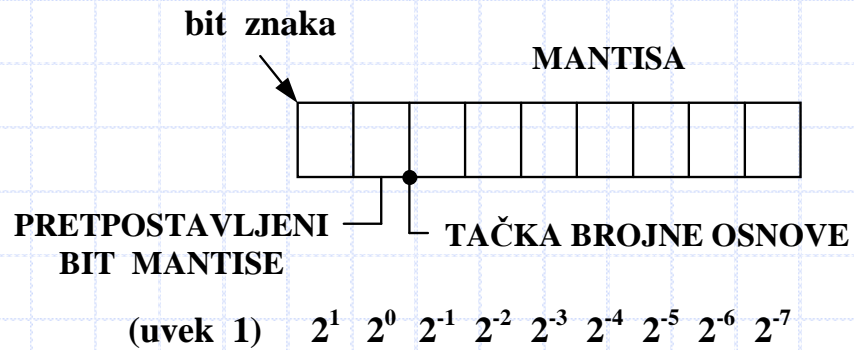 bit znaka
MANTISA
PRETPOSTAVLJENI
BIT MANTISE
TAČKA BROJNE OSNOVE
(uvek 1) 2^1 2^0 2^-1 2^-2 2^-3 2^-4 2^-5 2^-6 2^-7